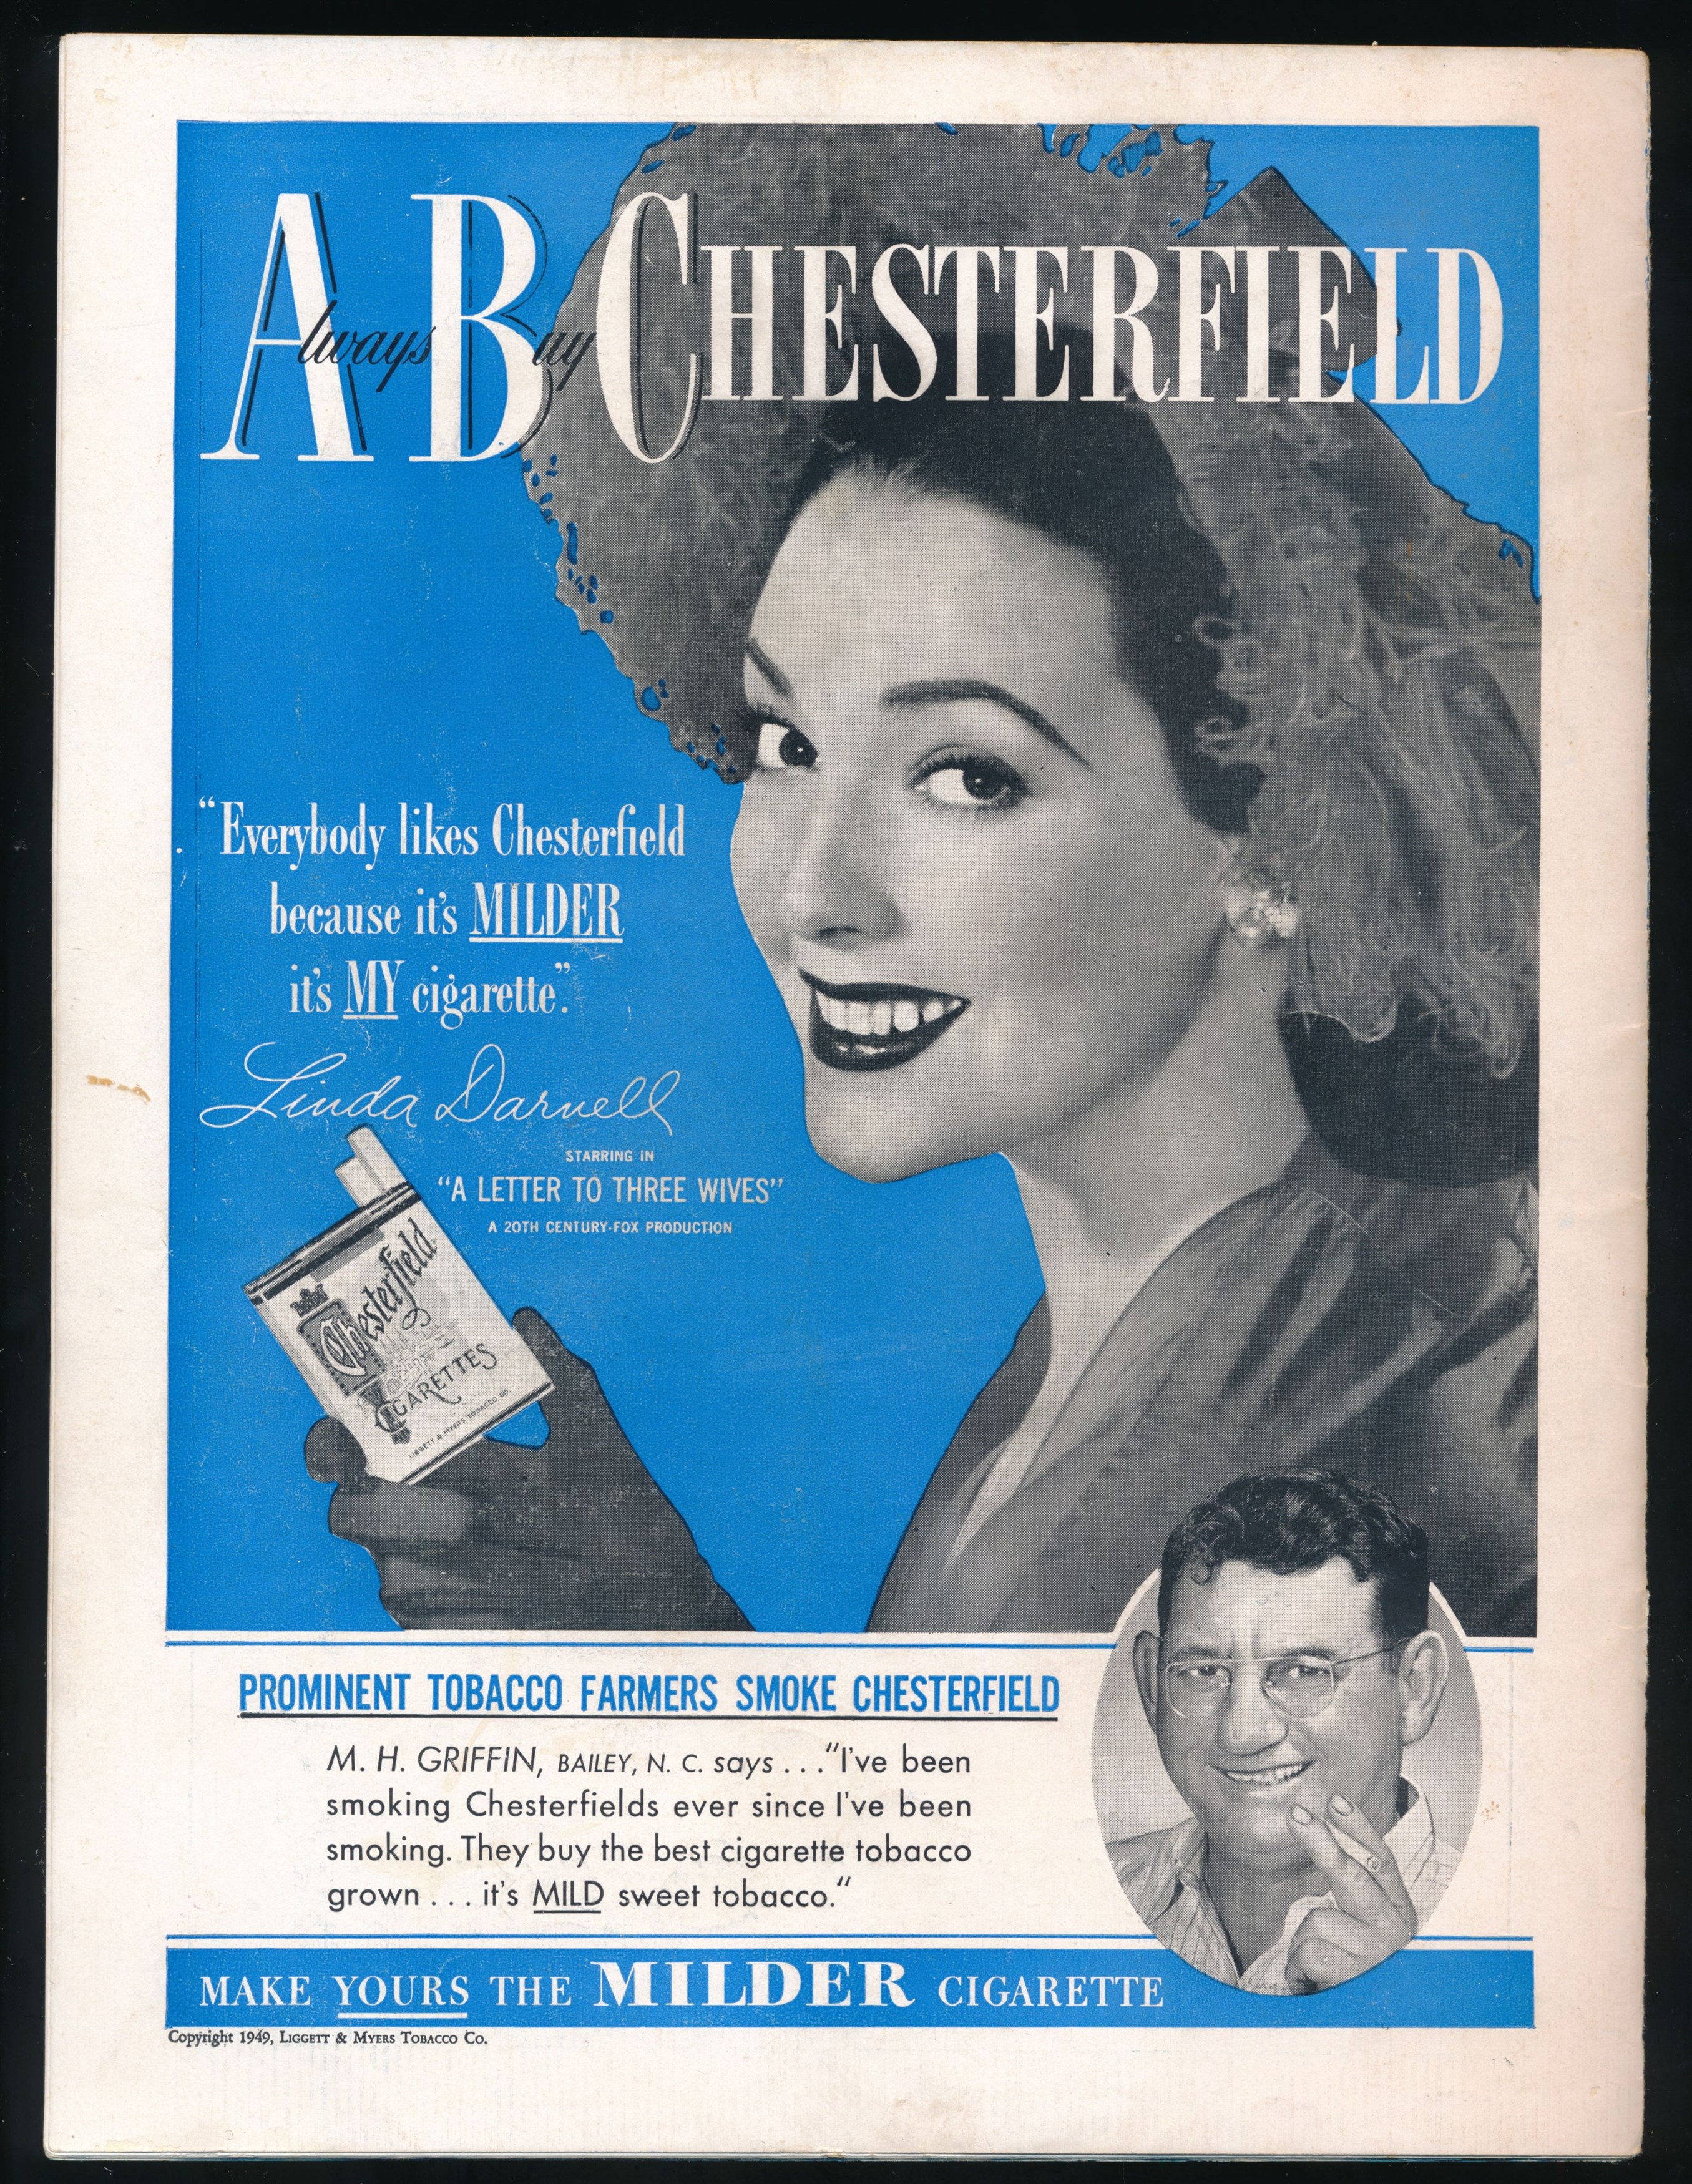 Always Buy CHESTERFIELD
“Everybody likes Chesterfield
because it's MILDER
it's MY cigarette.”
Linda Darnell
STARRING IN
“A LETTER TO THREE WIVES”
A 20TH CENTURY-FOX PRODUCTION
Chesterfield
CIGARETTES
LIGGETT & MYERS TOBACCO CO.
PROMINENT TOBACCO FARMERS SMOKE CHESTERFIELD
M. H. GRIFFIN, BAILEY, N. C. says . . . “I've been
smoking Chesterfields ever since I've been
smoking. They buy the best cigarette tobacco
grown . . . it's MILD sweet tobacco.”
MAKE YOURS THE MILDER CIGARETTE
Copyright 1949, LIGGETT & MYERS TOBACCO CO.